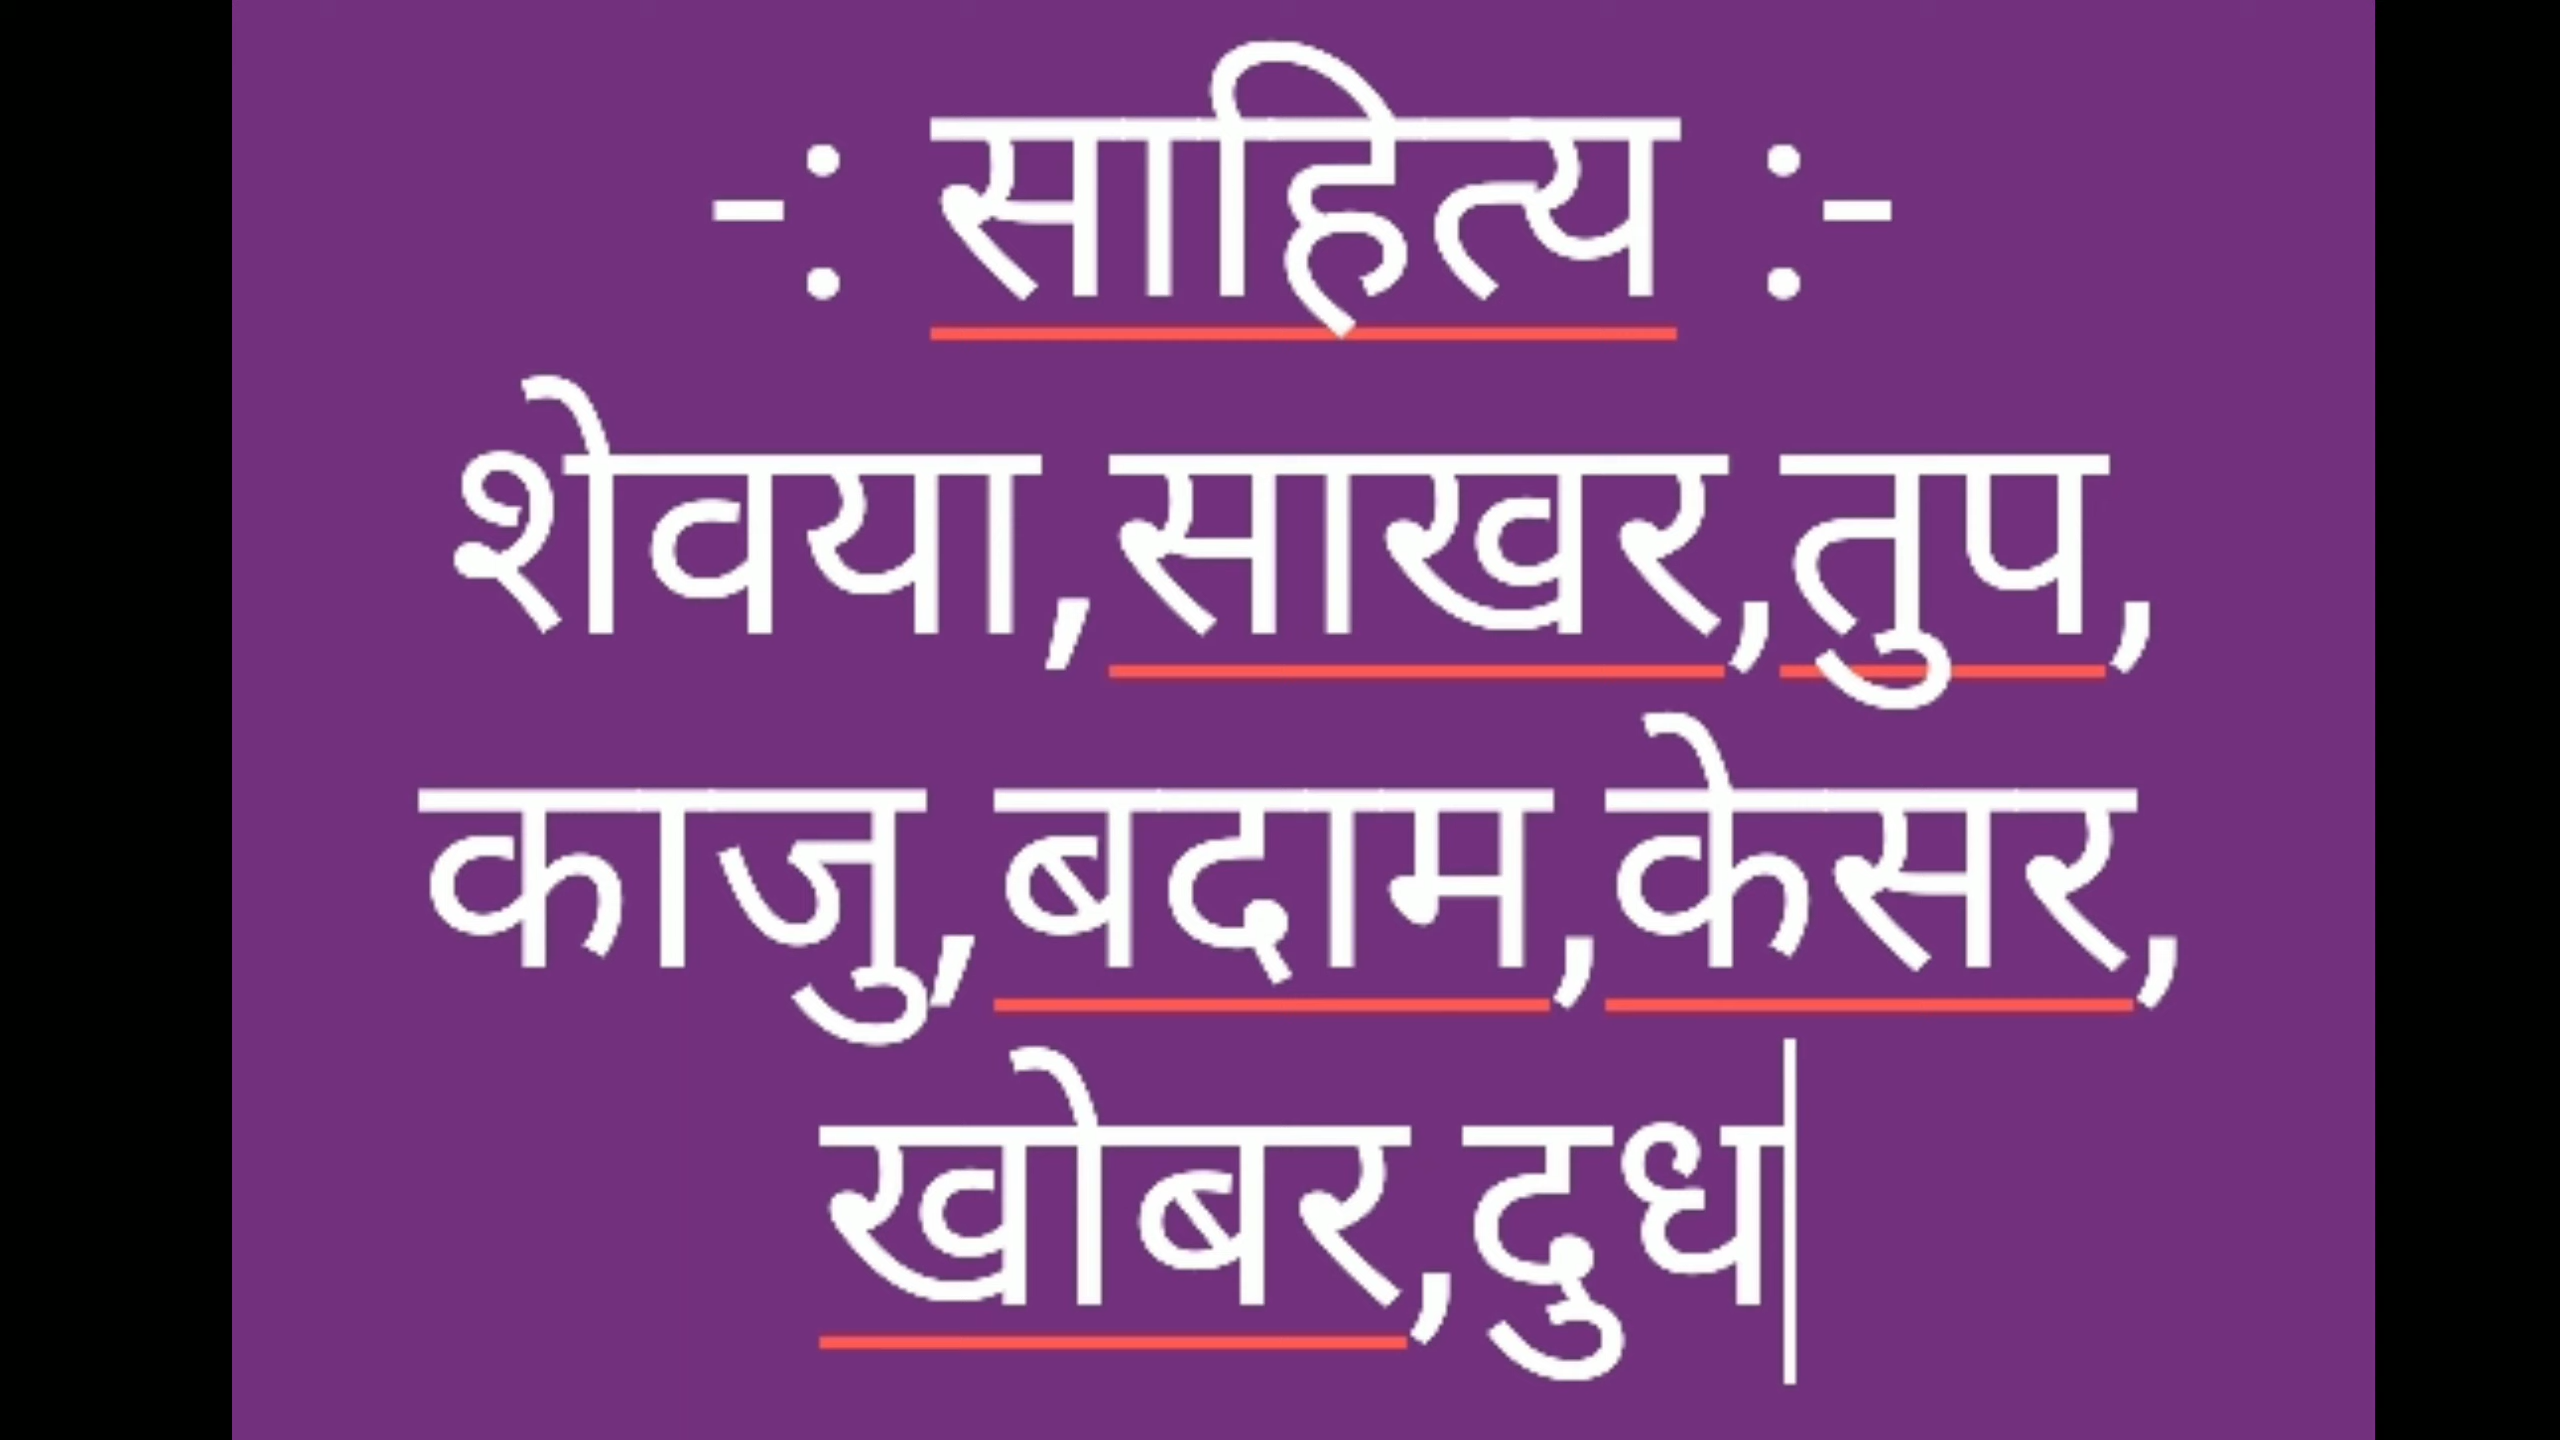 -: साहित्य :-
शेवया,साखर,तुप,
काजु,बदाम,केसर,
खोबर,दुध